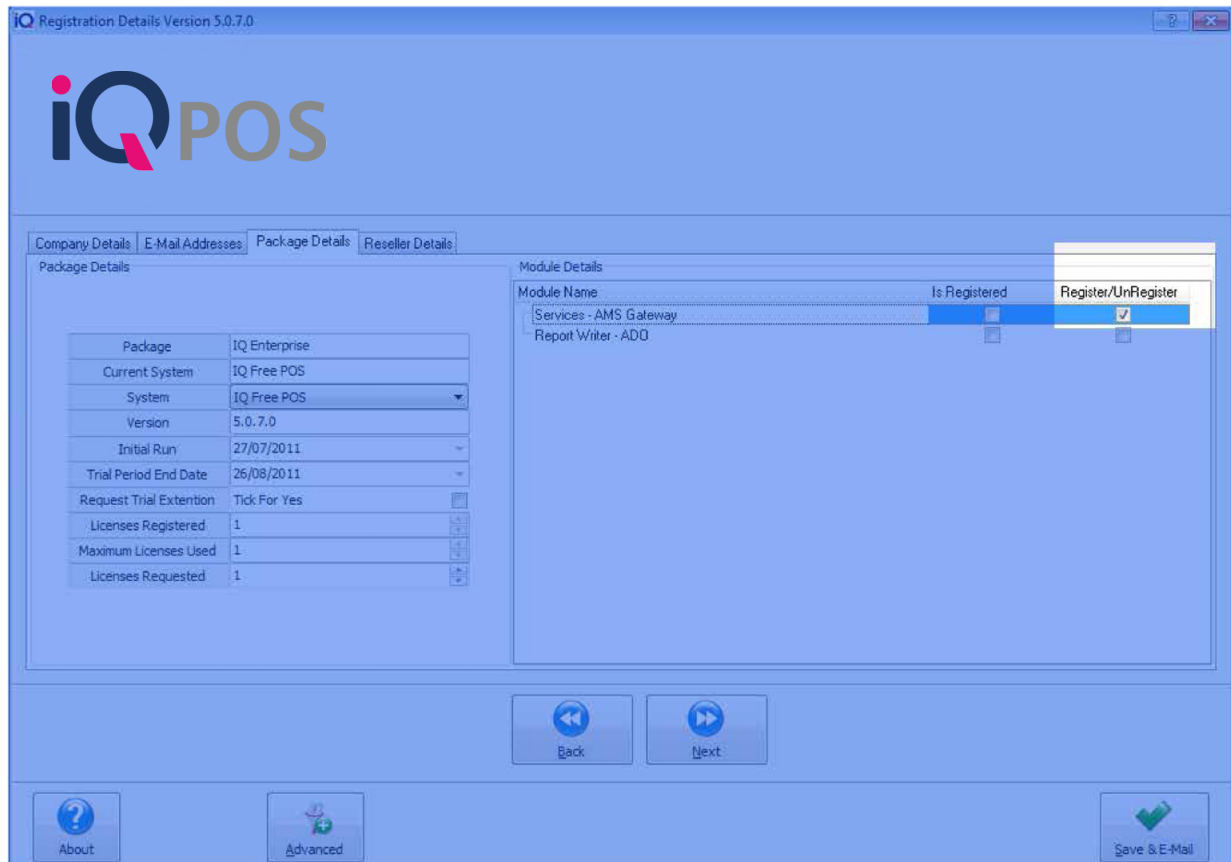 iQ Registration Details Version 5.0.7.0
iQ POS
Company Details E-Mail Addresses Package Details Reseller Details
Package Details
Module Details
Module Name Is Registered Register/UnRegister
Services - AMS Gateway
Report Writer - ADO
Package IQ Enterprise
Current System IQ Free POS
System IQ Free POS
Version 5.0.7.0
Initial Run 27/07/2011
Trial Period End Date 26/08/2011
Request Trial Extention Tick For Yes
Licenses Registered 1
Maximum Licenses Used 1
Licenses Requested 1
Back Next
About Advanced Save & E-Mail